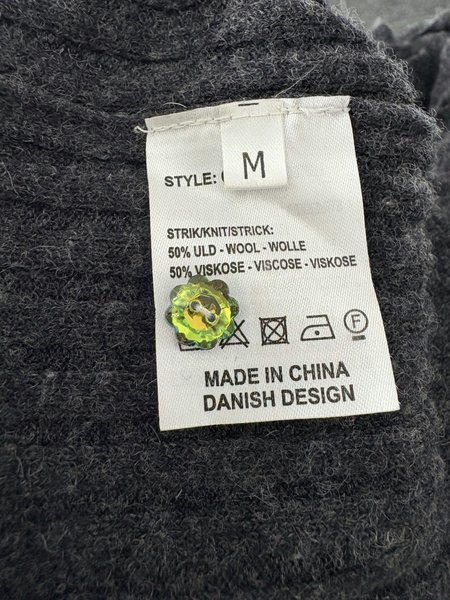 M
STYLE:
STRIK/KNIT/STRICK:
50% ULD - WOOL - WOLLE
50% VISKOSE - VISCOSE - VISKOSE
F
MADE IN CHINA
DANISH DESIGN